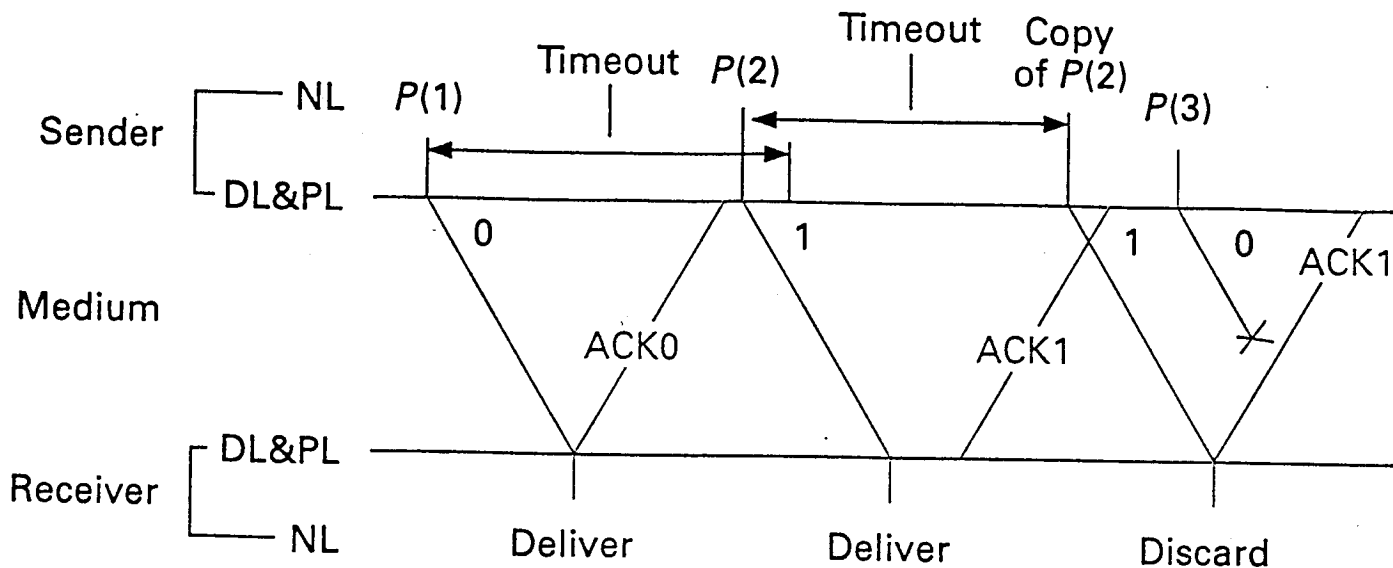 Timeout
Copy
of P(2)
Timeout
P(2)
P(1)
P(3)
NL
Sender
DL&PL
0
1
1
0
ACK1
Medium
ACK0
ACK1
DL&PL
Receiver
NL
Deliver
Deliver
Discard